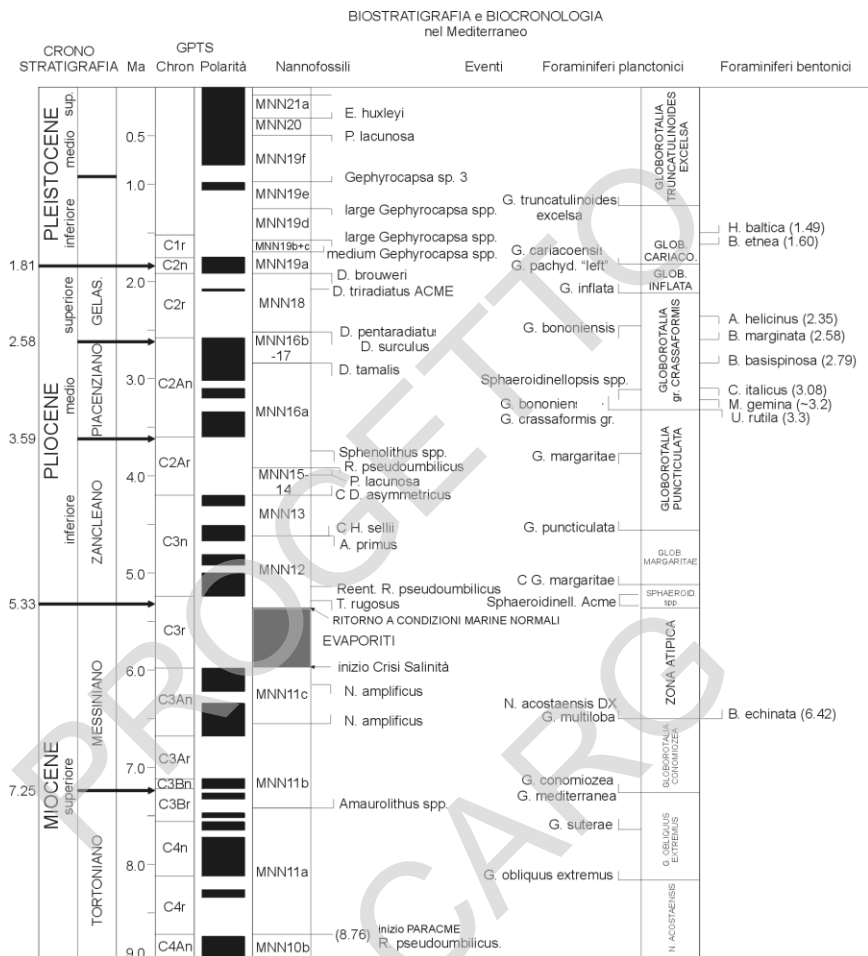 BIOSTRATIGRAFIA e BIOCRONOLOGIA
nel Mediterraneo
CRONO
STRATIGRAFIA
Ma
GPTS
Chron
Polarità
Nannofossili
Eventi
Foraminiferi planctonici
Foraminiferi bentonici
PLEISTOCENE
sup.
medio
inferiore
PLIOCENE
superiore
medio
inferiore
MIOCENE
superiore
GELAS.
PIACENZIANO
ZANCLEANO
MESSINIANO
TORTONIANO
1.81
2.58
3.59
5.33
7.25
0.5
1.0
2.0
3.0
4.0
5.0
6.0
7.0
8.0
9.0
C1r
C2n
C2r
C2An
C2Ar
C3n
C3r
C3An
C3Ar
C3Bn
C3Br
C4n
C4r
C4An
MNN21a
MNN20
MNN19f
MNN19e
MNN19d
MNN19b+c
MNN19a
MNN18
MNN16b
-17
MNN16a
MNN15-
14
MNN13
MNN12
MNN11c
MNN11b
MNN11a
MNN10b
E. huxleyi
P. lacunosa
Gephyrocapsa sp. 3
large Gephyrocapsa spp.
large Gephyrocapsa spp.
medium Gephyrocapsa spp.
D. brouweri
D. triradiatus ACME
D. pentaradiatus
D. surculus
D. tamalis
Sphenolithus spp.
R. pseudoumbilicus
P. lacunosa
C D. asymmetricus
C H. sellii
A. primus
Reent. R. pseudoumbilicus
T. rugosus
RITORNO A CONDIZIONI MARINE NORMALI
EVAPORITI
inizio Crisi Salinità
N. amplificus
N. amplificus
Amaurolithus spp.
(8.76) inizio PARACME
R. pseudoumbilicus.
G. truncatulinoides
excelsa
G. cariacoensis
G. pachyd. "left"
G. inflata
G. bononiensis
Sphaeroidinellopsis spp.
G. bononiens
G. crassaformis gr.
G. margaritae
G. puncticulata
C G. margaritae
Sphaeroidinell. Acme
N. acostaensis DX
G. multiloba
G. conomiozea
G. mediterranea
G. suterae
G. obliquus extremus
GLOBOROTALIA
TRUNCATULINOIDES
EXCELSA
GLOB.
CARIACO.
GLOB.
INFLATA
GLOBOROTALIA
gr. CRASSAFORMIS
GLOBOROTALIA
PUNCTICULATA
GLOB.
MARGARITAE
SPHAEROID.
spp.
ZONA ATIPICA
GLOBOROTALIA
CONOMIOZEA
G. OBLIQUUS
EXTREMUS
N. ACOSTAENSIS
H. baltica (1.49)
B. etnea (1.60)
A. helicinus (2.35)
B. marginata (2.58)
B. basispinosa (2.79)
C. italicus (3.08)
M. gemina (~3.2)
U. rutila (3.3)
B. echinata (6.42)
PROGETTO
CARG